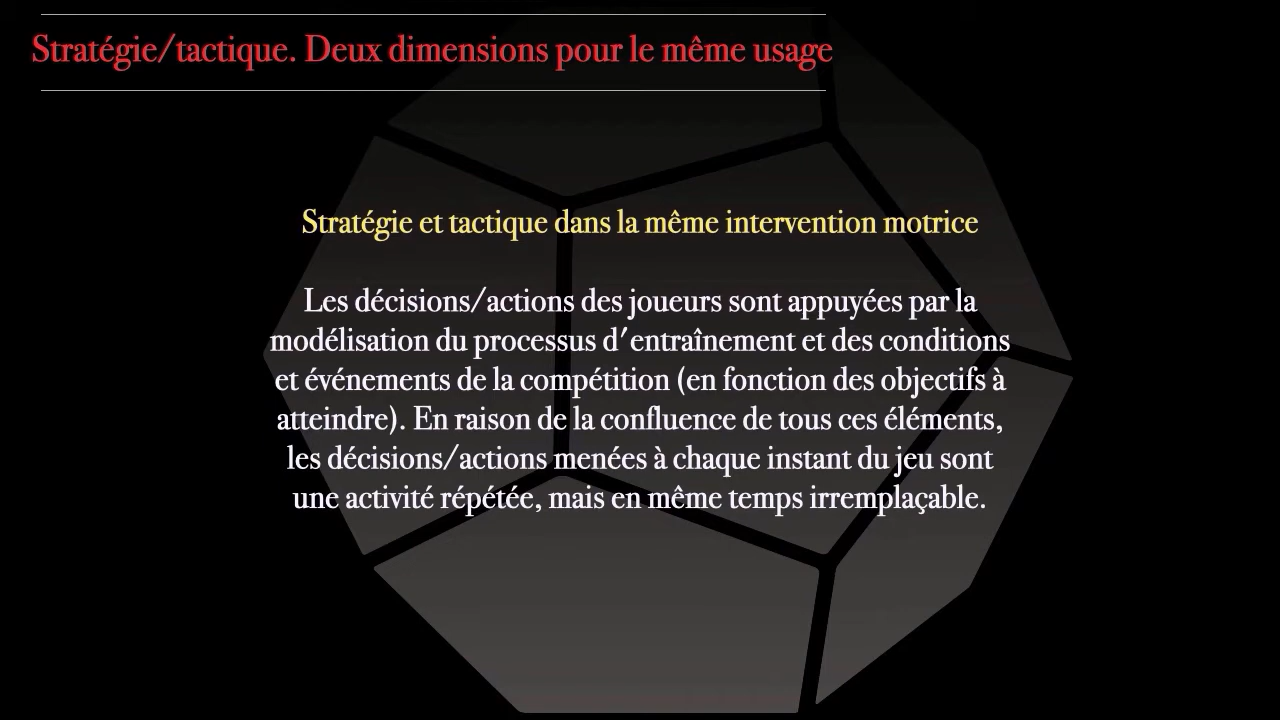 Stratégie/tactique. Deux dimensions pour le même usage
Stratégie et tactique dans la même intervention motrice
Les décisions/actions des joueurs sont appuyées par la
modélisation du processus d'entraînement et des conditions
et événements de la compétition (en fonction des objectifs à
atteindre). En raison de la confluence de tous ces éléments,
les décisions/actions menées à chaque instant du jeu sont
une activité répétée, mais en même temps irremplaçable.